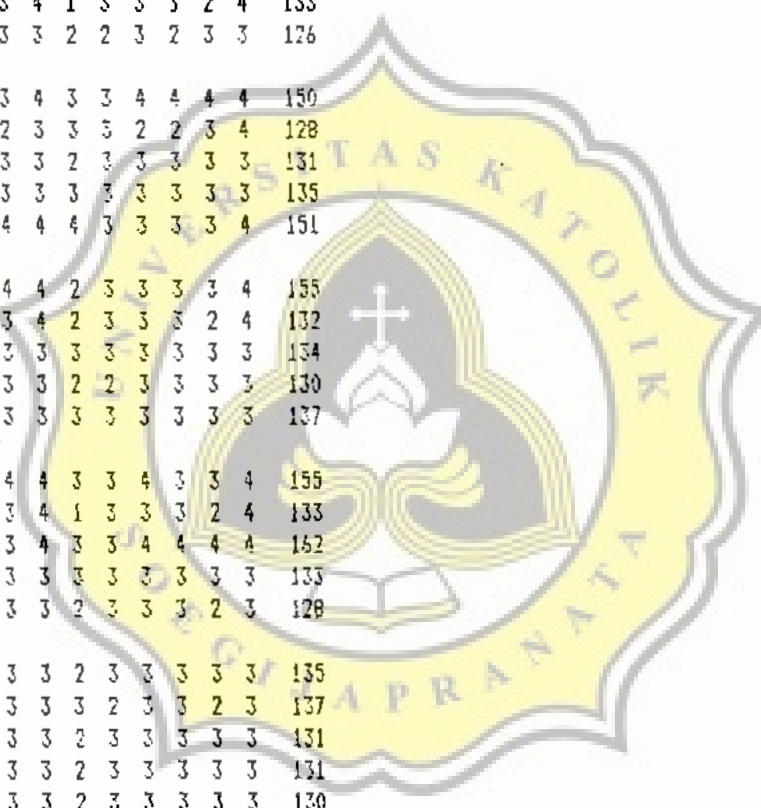 3 4 1 3 3 3 2 4 133
3 3 2 2 3 2 3 3 126
3 4 3 3 4 4 4 4 150
2 3 3 3 2 2 3 4 128
3 3 2 3 3 3 3 3 131
3 3 3 3 3 3 3 3 135
4 4 4 3 3 3 3 4 151
4 4 2 3 3 3 3 4 155
3 4 2 3 3 3 2 4 132
3 3 3 3 3 3 3 3 134
3 3 2 2 3 3 3 3 130
3 3 3 3 3 3 3 3 137
4 4 3 3 4 3 3 4 155
3 4 1 3 3 3 2 4 133
3 4 3 3 4 4 4 4 162
3 3 3 3 3 3 3 3 133
3 3 2 3 3 3 2 3 128
3 3 2 3 3 3 3 3 135
3 3 3 2 3 3 2 3 137
3 3 2 3 3 3 3 3 131
3 3 2 3 3 3 3 3 131
3 3 2 3 3 3 3 3 130
UNIVERSITAS KATOLIK
SOEGIJAPRANATA